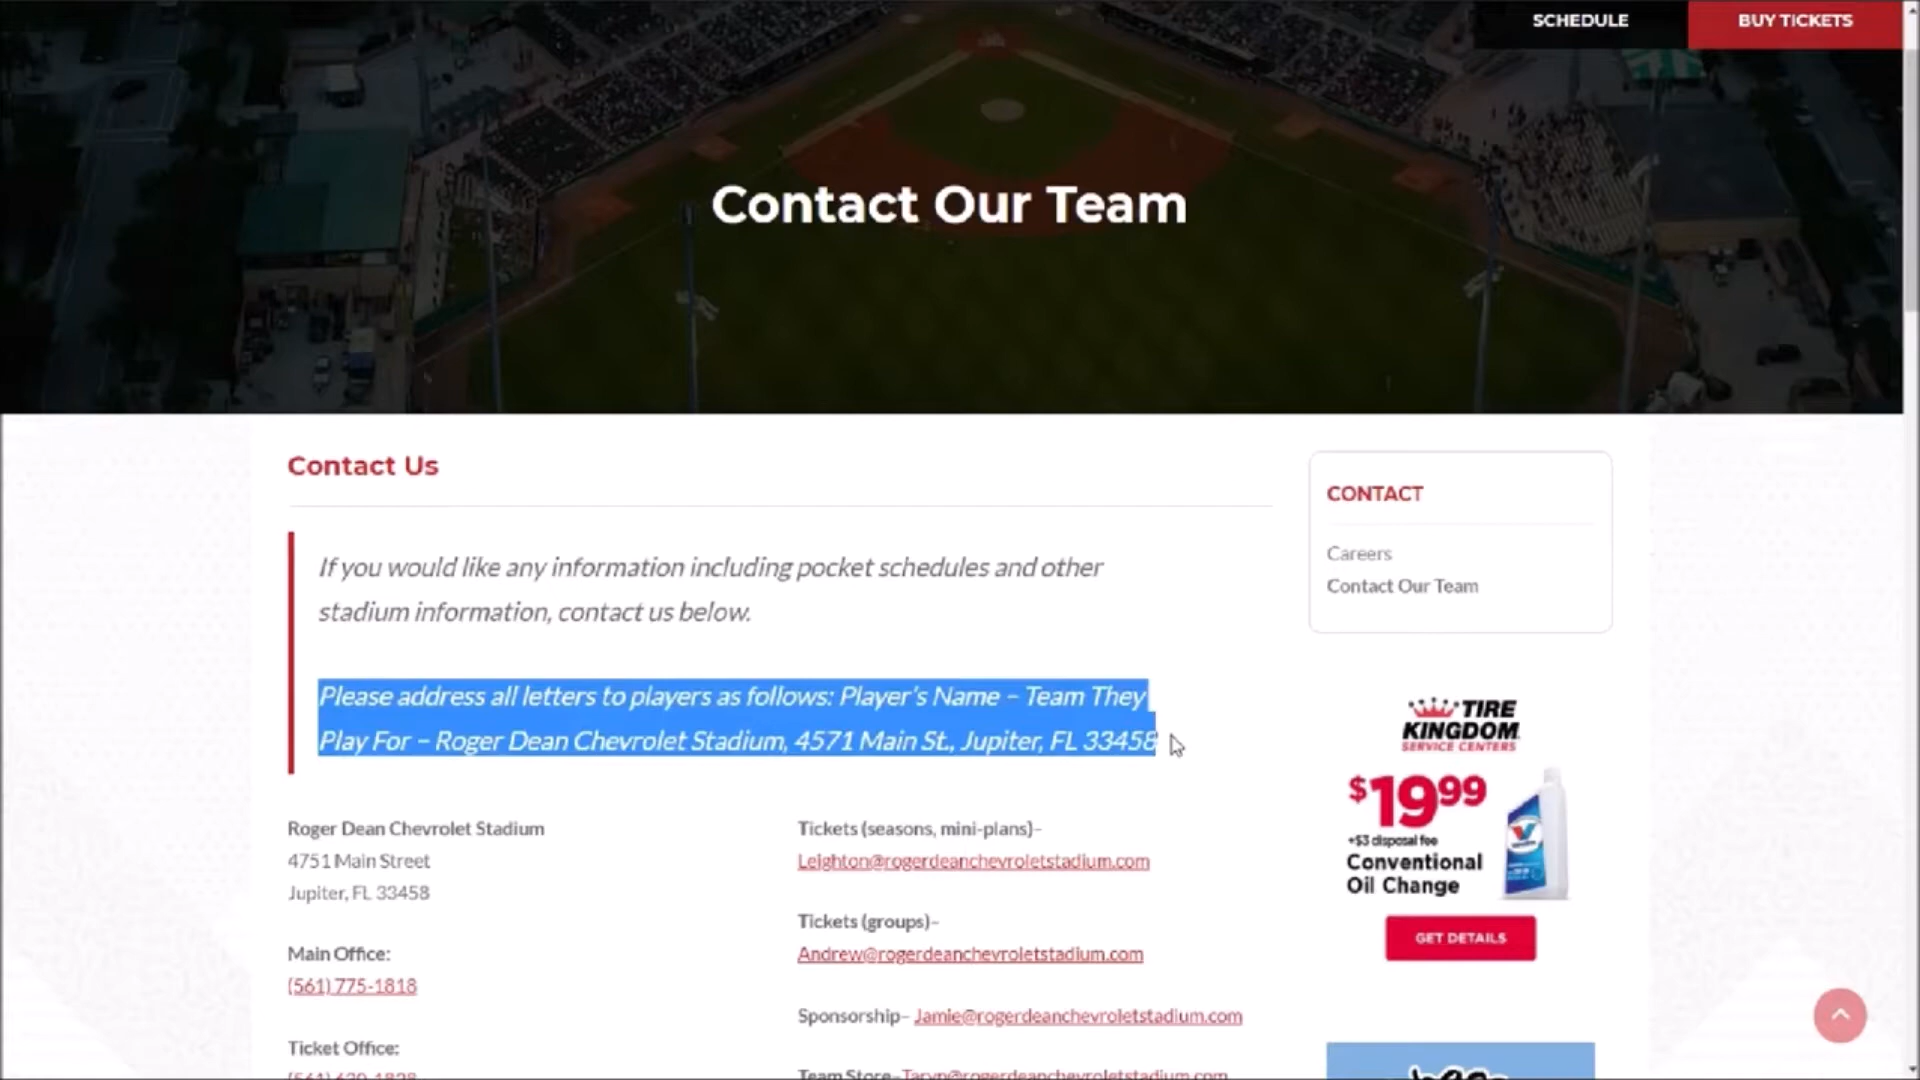 SCHEDULE
BUY TICKETS
Contact Our Team
Contact Us
If you would like any information including pocket schedules and other
stadium information, contact us below.
Please address all letters to players as follows: Player's Name – Team They
Play For – Roger Dean Chevrolet Stadium, 4571 Main St., Jupiter, FL 33458
Roger Dean Chevrolet Stadium
4751 Main Street
Jupiter, FL 33458
Main Office:
(561) 775-1818
Ticket Office:
Tickets (seasons, mini-plans)–
Leighton@rogerdeanchevroletstadium.com
Tickets (groups)–
Andrew@rogerdeanchevroletstadium.com
Sponsorship– Jamie@rogerdeanchevroletstadium.com
Team Store–Taryn@rogerdeanchevroletstadium.com
CONTACT
Careers
Contact Our Team
TIRE
KINGDOM
SERVICE CENTERS
$19.99
+$3 disposal fee
Conventional
Oil Change
GET DETAILS